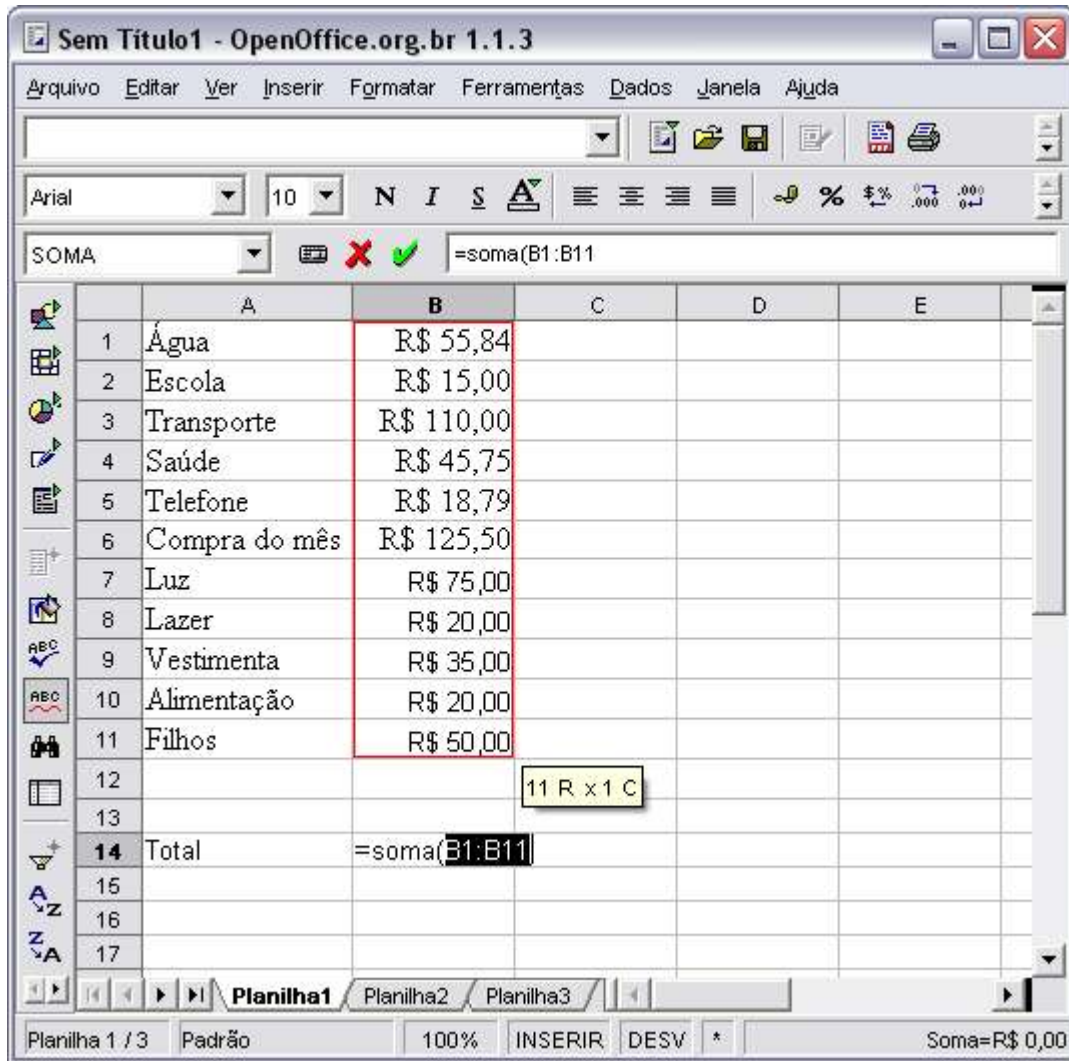 Sem Título1 - OpenOffice.org.br 1.1.3
Arquivo Editar Ver Inserir Formatar Ferramentas Dados Janela Ajuda
Arial 10 N I S A % $% .000 .000
SOMA =soma(B1:B11
A B C D E
1 Água R$ 55,84
2 Escola R$ 15,00
3 Transporte R$ 110,00
4 Saúde R$ 45,75
5 Telefone R$ 18,79
6 Compra do mês R$ 125,50
7 Luz R$ 75,00
8 Lazer R$ 20,00
9 Vestimenta R$ 35,00
10 Alimentação R$ 20,00
11 Filhos R$ 50,00
12 11 R x 1 C
13
14 Total =soma(B1:B11
15
16
17
ABC
ABC
A Z
Z A
Planilha1 Planilha2 Planilha3
Planilha 1 / 3 Padrão 100% INSERIR DESV * Soma=R$ 0,00